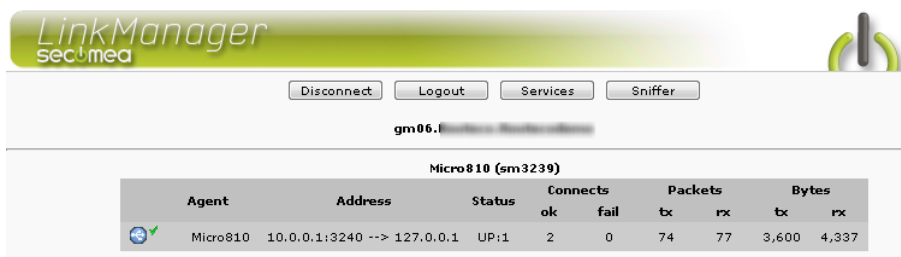 LinkManager
secomea
Disconnect Logout Services Sniffer
gm06.
Micro810 (sm3239)
Agent Address Status Connects Packets Bytes
ok fail tx rx tx rx
Micro810 10.0.0.1:3240 --> 127.0.0.1 UP:1 2 0 74 77 3,600 4,337